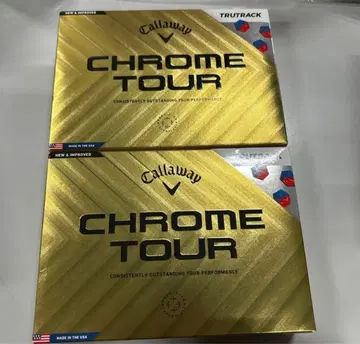 NEW & IMPROVED
TRUTRACK
Callaway
CHROME
TOUR
CONSISTENTLY OUTSTANDING TOUR PERFORMANCE
MADE IN THE USA
NEW & IMPROVED
Callaway
CHROME
TOUR
CONSISTENTLY OUTSTANDING TOUR PERFORMANCE
MADE IN THE USA